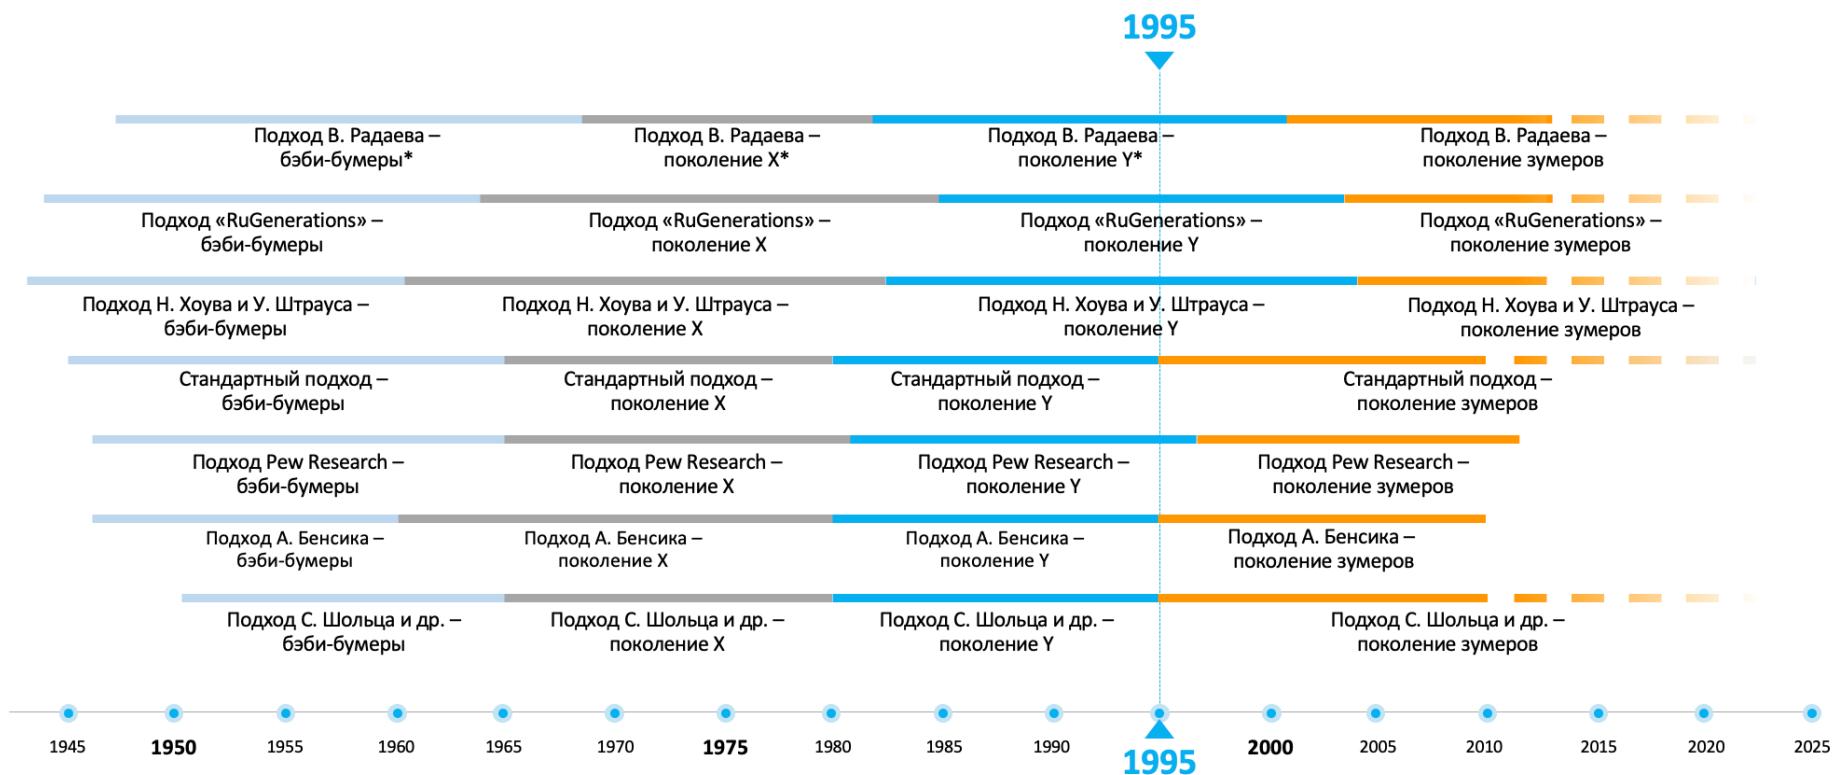 1995
Подход В. Радаева –
бэби-бумеры*
Подход В. Радаева –
поколение X*
Подход В. Радаева –
поколение Y*
Подход В. Радаева –
поколение зумеров
Подход «RuGenerations» –
бэби-бумеры
Подход «RuGenerations» –
поколение X
Подход «RuGenerations» –
поколение Y
Подход «RuGenerations» –
поколение зумеров
Подход Н. Хоува и У. Штрауса –
бэби-бумеры
Подход Н. Хоува и У. Штрауса –
поколение X
Подход Н. Хоува и У. Штрауса –
поколение Y
Подход Н. Хоува и У. Штрауса –
поколение зумеров
Стандартный подход –
бэби-бумеры
Стандартный подход –
поколение X
Стандартный подход –
поколение Y
Стандартный подход –
поколение зумеров
Подход Pew Research –
бэби-бумеры
Подход Pew Research –
поколение X
Подход Pew Research –
поколение Y
Подход Pew Research –
поколение зумеров
Подход А. Бенсика –
бэби-бумеры
Подход А. Бенсика –
поколение X
Подход А. Бенсика –
поколение Y
Подход А. Бенсика –
поколение зумеров
Подход С. Шольца и др. –
бэби-бумеры
Подход С. Шольца и др. –
поколение X
Подход С. Шольца и др. –
поколение Y
Подход С. Шольца и др. –
поколение зумеров
1945 1950 1955 1960 1965 1970 1975 1980 1985 1990 1995 2000 2005 2010 2015 2020 2025